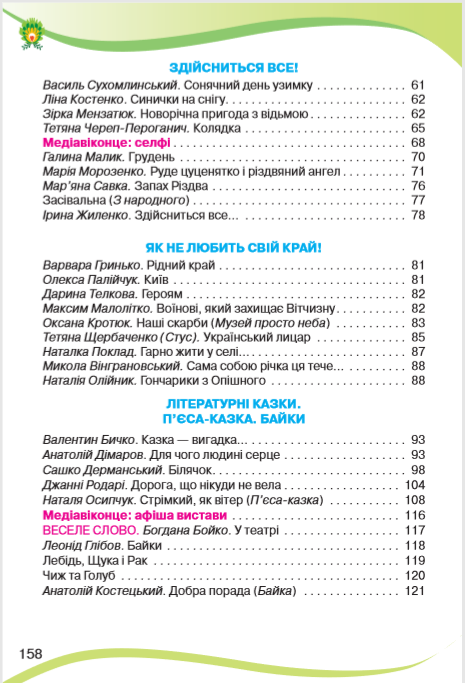 ЗДІЙСНИТЬСЯ ВСЕ!
Василь Сухомлинський. Сонячний день узимку . . . . . . . . . . . . . 61
Ліна Костенко. Синички на снігу. . . . . . . . . . . . . . . . . . . . . . . . . . 62
Зірка Мензатюк. Новорічна пригода з відьмою . . . . . . . . . . . . . . 62
Тетяна Череп-Пероганич. Колядка . . . . . . . . . . . . . . . . . . . . . . . 65
Медіавіконце: селфі . . . . . . . . . . . . . . . . . . . . . . . . . . . . . . . . . 68
Галина Малик. Грудень . . . . . . . . . . . . . . . . . . . . . . . . . . . . . . . 70
Марія Морозенко. Руде цуценятко і різдвяний ангел . . . . . . . . . 71
Мар’яна Савка. Запах Різдва . . . . . . . . . . . . . . . . . . . . . . . . . . . 76
Засівальна (З народного) . . . . . . . . . . . . . . . . . . . . . . . . . . . . . 77
Ірина Жиленко. Здійсниться все... . . . . . . . . . . . . . . . . . . . . . . . 78
ЯК НЕ ЛЮБИТЬ СВІЙ КРАЙ!
Варвара Гринько. Рідний край . . . . . . . . . . . . . . . . . . . . . . . . . . 81
Олекса Палійчук. Київ . . . . . . . . . . . . . . . . . . . . . . . . . . . . . . . . 81
Дарина Телкова. Героям . . . . . . . . . . . . . . . . . . . . . . . . . . . . . . 82
Максим Малолітко. Воїнові, який захищає Вітчизну . . . . . . . . . . 82
Оксана Кротюк. Наші скарби (Музей просто неба) . . . . . . . . . . . 83
Тетяна Щербаченко (Стус). Український лицар . . . . . . . . . . . . . 85
Наталка Поклад. Гарно жити у селі... . . . . . . . . . . . . . . . . . . . . . 87
Микола Вінграновський. Сама собою річка ця тече... . . . . . . . . . 88
Наталія Олійник. Гончарики з Опішного . . . . . . . . . . . . . . . . . . . 88
ЛІТЕРАТУРНІ КАЗКИ.
П’ЄСА-КАЗКА. БАЙКИ
Валентин Бичко. Казка — вигадка... . . . . . . . . . . . . . . . . . . . . . . 93
Анатолій Дімаров. Для чого людині серце . . . . . . . . . . . . . . . . . 93
Сашко Дерманський. Білячок. . . . . . . . . . . . . . . . . . . . . . . . . . . 98
Джанні Родарі. Дорога, що нікуди не вела . . . . . . . . . . . . . . . . . 104
Наталя Осипчук. Стрімкий, як вітер (П’єса-казка) . . . . . . . . . . . 108
Медіавіконце: афіша вистави . . . . . . . . . . . . . . . . . . . . . . . . . 116
ВЕСЕЛЕ СЛОВО. Богдана Бойко. У театрі . . . . . . . . . . . . . . . . . 117
Леонід Глібов. Байки . . . . . . . . . . . . . . . . . . . . . . . . . . . . . . . . 118
Лебідь, Щука і Рак . . . . . . . . . . . . . . . . . . . . . . . . . . . . . . . . . . 119
Чиж та Голуб . . . . . . . . . . . . . . . . . . . . . . . . . . . . . . . . . . . . . . 120
Анатолій Костецький. Добра порада (Байка) . . . . . . . . . . . . . . . 121
158